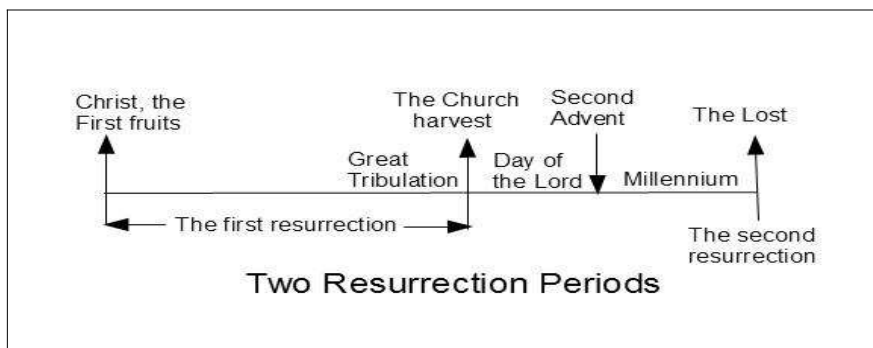 Christ, the
First fruits
The Church
harvest
Second
Advent
The Lost
Great
Tribulation
Day of
the Lord
Millennium
The first resurrection
The second
resurrection
Two Resurrection Periods